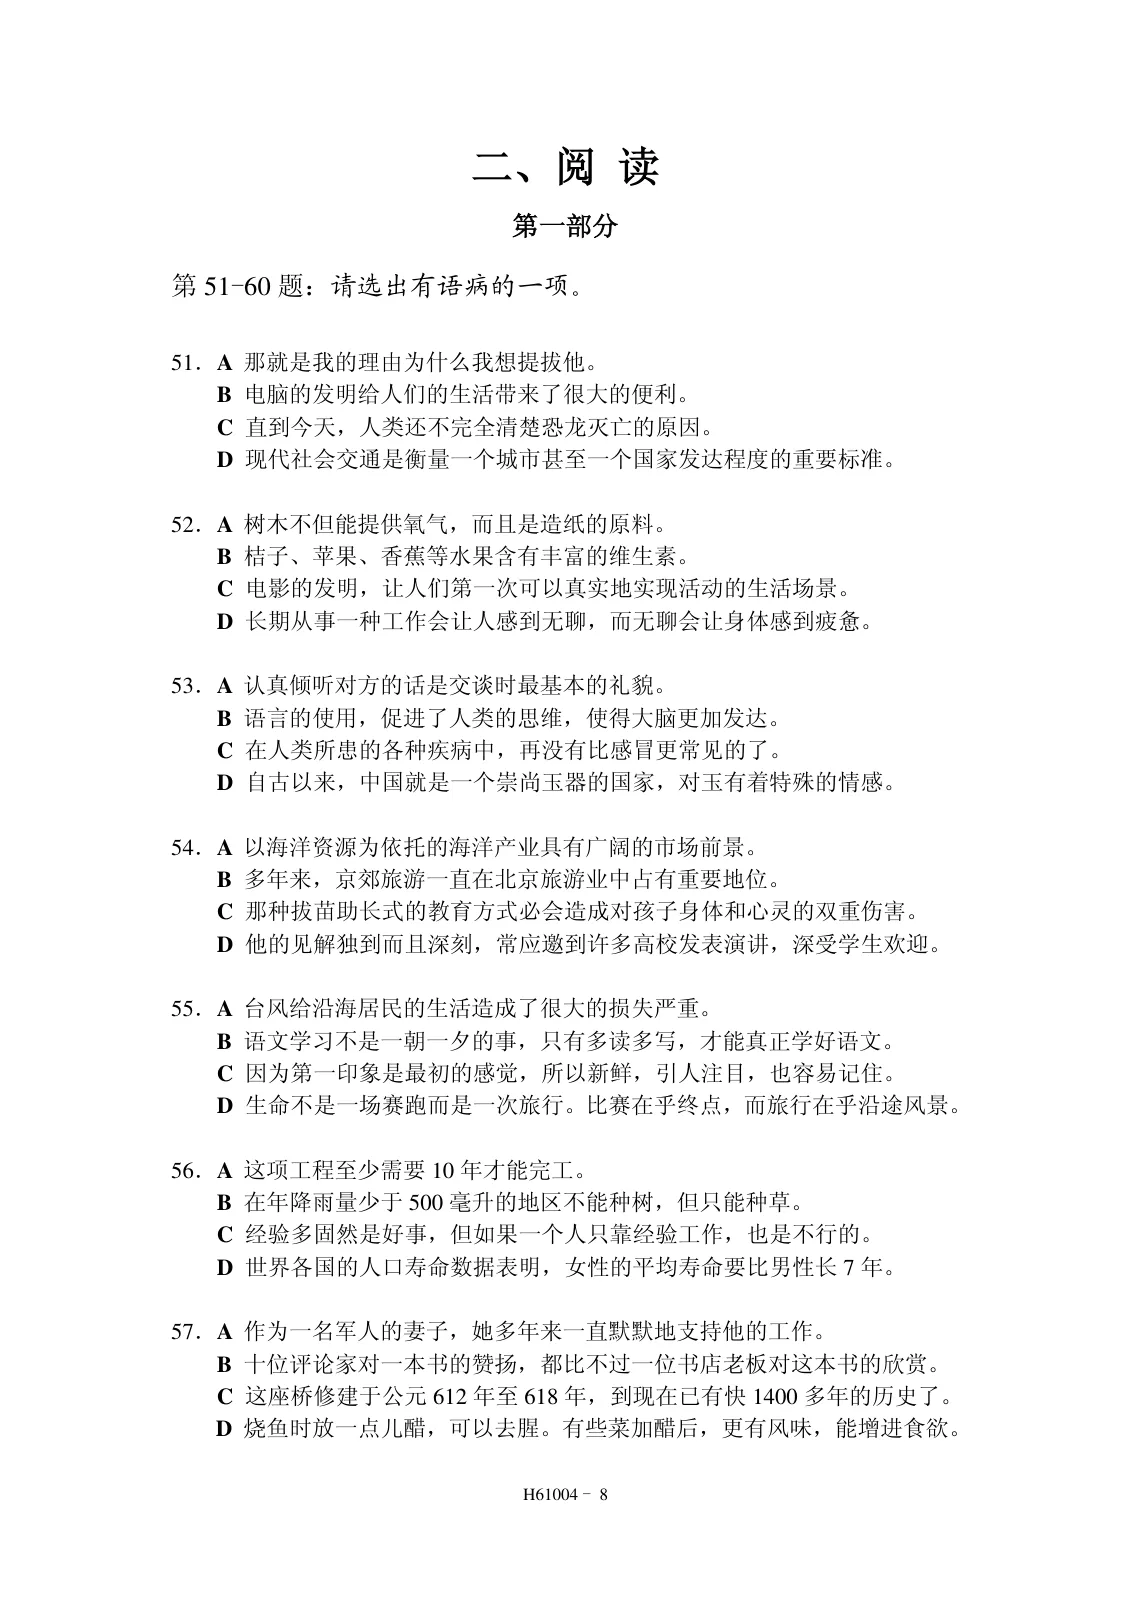 二、阅 读
第一部分
第 51-60 题：请选出有语病的一项。
51．A 那就是我的理由为什么我想提拔他。
B 电脑的发明给人们的生活带来了很大的便利。
C 直到今天，人类还不完全清楚恐龙灭亡的原因。
D 现代社会交通是衡量一个城市甚至一个国家发达程度的重要标准。
52．A 树木不但能提供氧气，而且是造纸的原料。
B 桔子、苹果、香蕉等水果含有丰富的维生素。
C 电影的发明，让人们第一次可以真实地实现活动的生活场景。
D 长期从事一种工作会让人感到无聊，而无聊会让身体感到疲惫。
53．A 认真倾听对方的话是交谈时最基本的礼貌。
B 语言的使用，促进了人类的思维，使得大脑更加发达。
C 在人类所患的各种疾病中，再没有比感冒更常见的了。
D 自古以来，中国就是一个崇尚玉器的国家，对玉有着特殊的情感。
54．A 以海洋资源为依托的海洋产业具有广阔的市场前景。
B 多年来，京郊旅游一直在北京旅游业中占有重要地位。
C 那种拔苗助长式的教育方式必会造成对孩子身体和心灵的双重伤害。
D 他的见解独到而且深刻，常应邀到许多高校发表演讲，深受学生欢迎。
55．A 台风给沿海居民的生活造成了很大的损失严重。
B 语文学习不是一朝一夕的事，只有多读多写，才能真正学好语文。
C 因为第一印象是最初的感觉，所以新鲜，引人注目，也容易记住。
D 生命不是一场赛跑而是一次旅行。比赛在乎终点，而旅行在乎沿途风景。
56．A 这项工程至少需要 10 年才能完工。
B 在年降雨量少于 500 毫升的地区不能种树，但只能种草。
C 经验多固然是好事，但如果一个人只靠经验工作，也是不行的。
D 世界各国的人口寿命数据表明，女性的平均寿命要比男性长 7 年。
57．A 作为一名军人的妻子，她多年来一直默默地支持他的工作。
B 十位评论家对一本书的赞扬，都比不过一位书店老板对这本书的欣赏。
C 这座桥修建于公元 612 年至 618 年，到现在已有快 1400 多年的历史了。
D 烧鱼时放一点儿醋，可以去腥。有些菜加醋后，更有风味，能增进食欲。
H61004 - 8